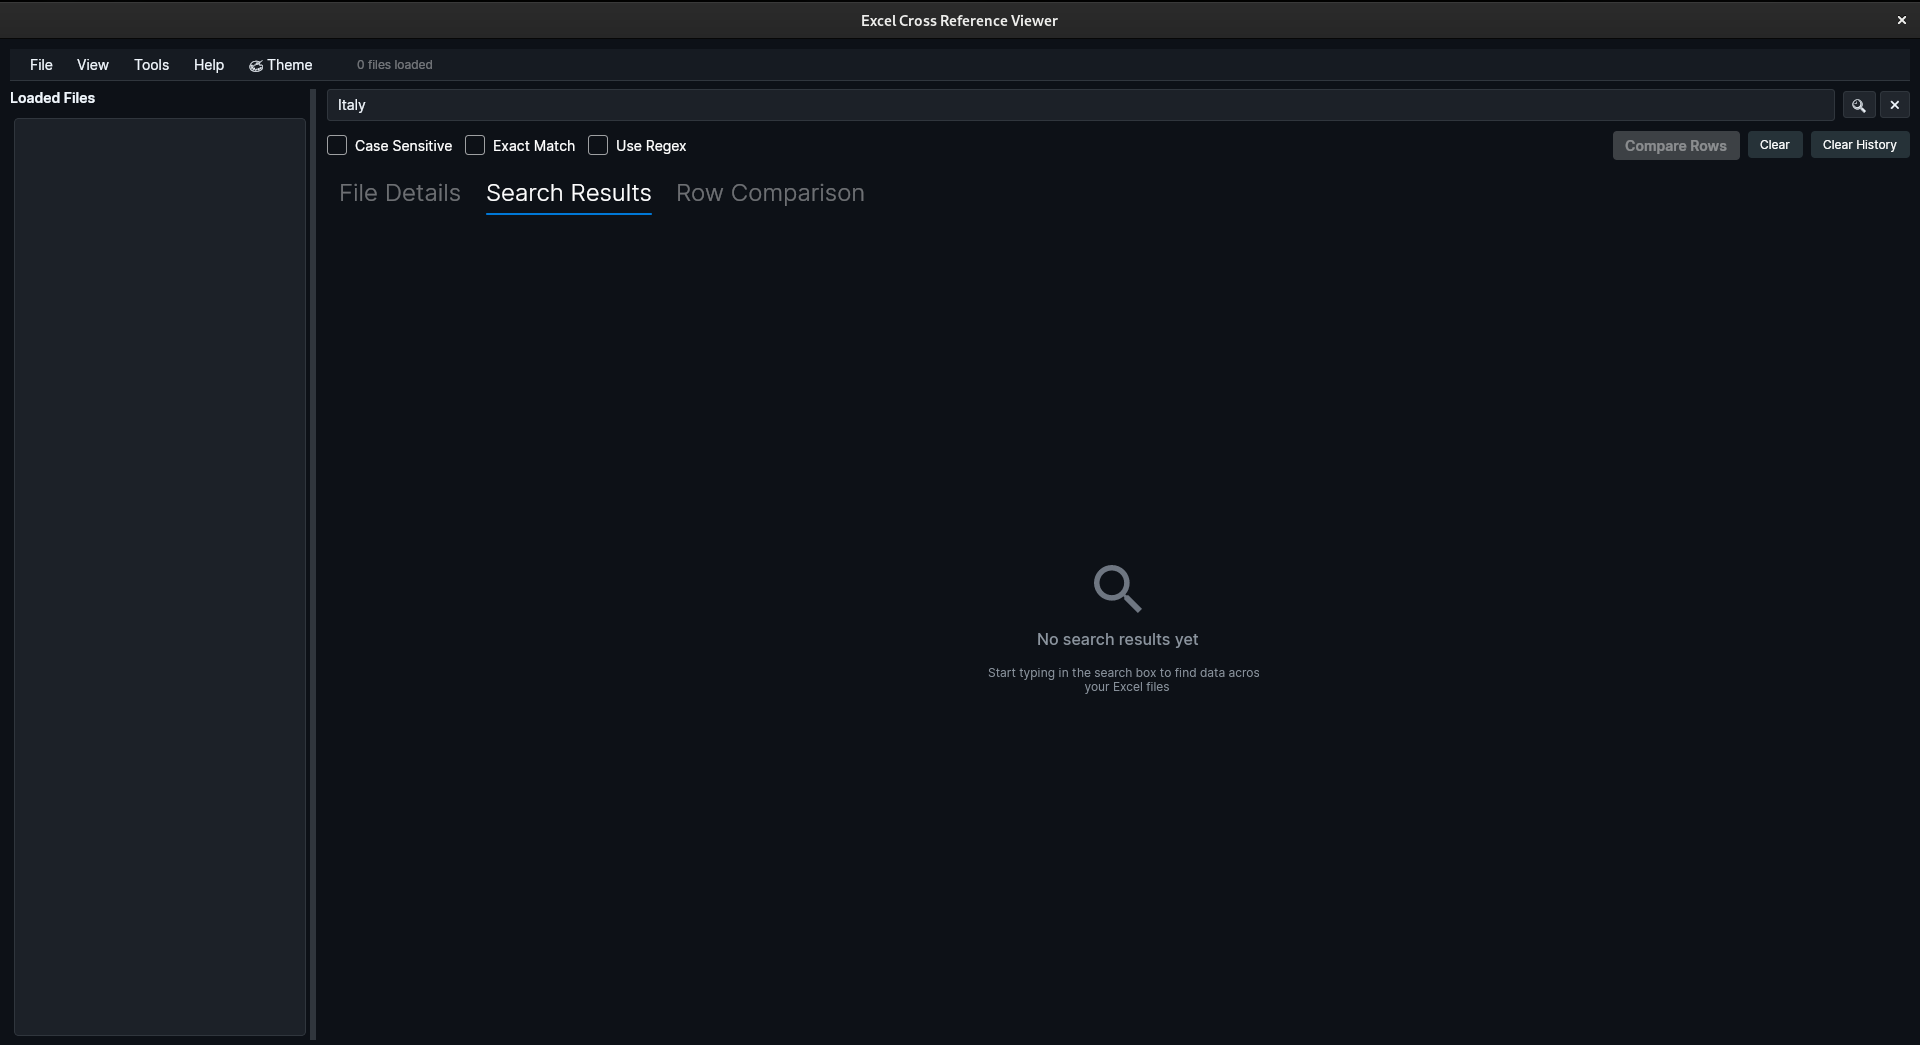 Excel Cross Reference Viewer
File View Tools Help Theme 0 files loaded
Loaded Files
Italy
Case Sensitive Exact Match Use Regex Compare Rows Clear Clear History
File Details Search Results Row Comparison
No search results yet
Start typing in the search box to find data acros
your Excel files